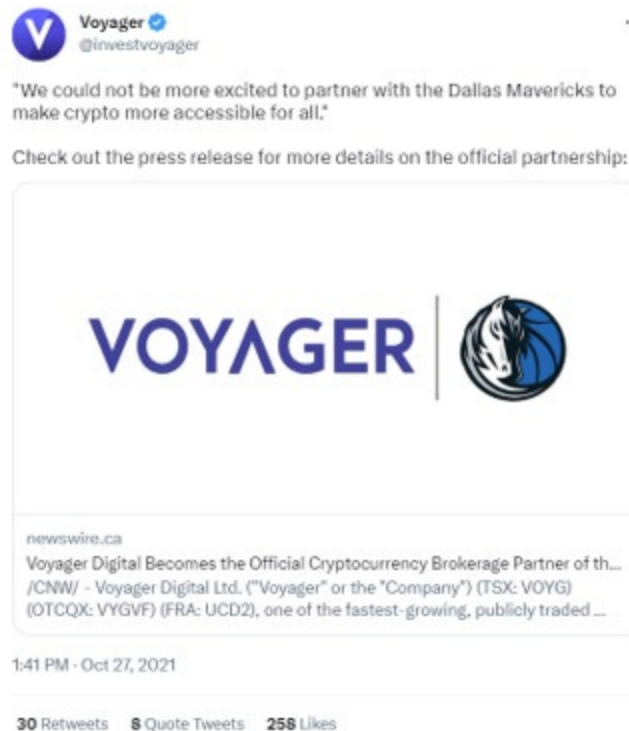 Voyager
@investvoyager
"We could not be more excited to partner with the Dallas Mavericks to
make crypto more accessible for all."
Check out the press release for more details on the official partnership:
VOYAGER
newswire.ca
Voyager Digital Becomes the Official Cryptocurrency Brokerage Partner of th...
/CNW/ - Voyager Digital Ltd. ("Voyager" or the "Company") (TSX: VOYG)
(OTCQX: VYGVF) (FRA: UCD2), one of the fastest-growing, publicly traded ...
1:41 PM · Oct 27, 2021
30 Retweets 8 Quote Tweets 258 Likes